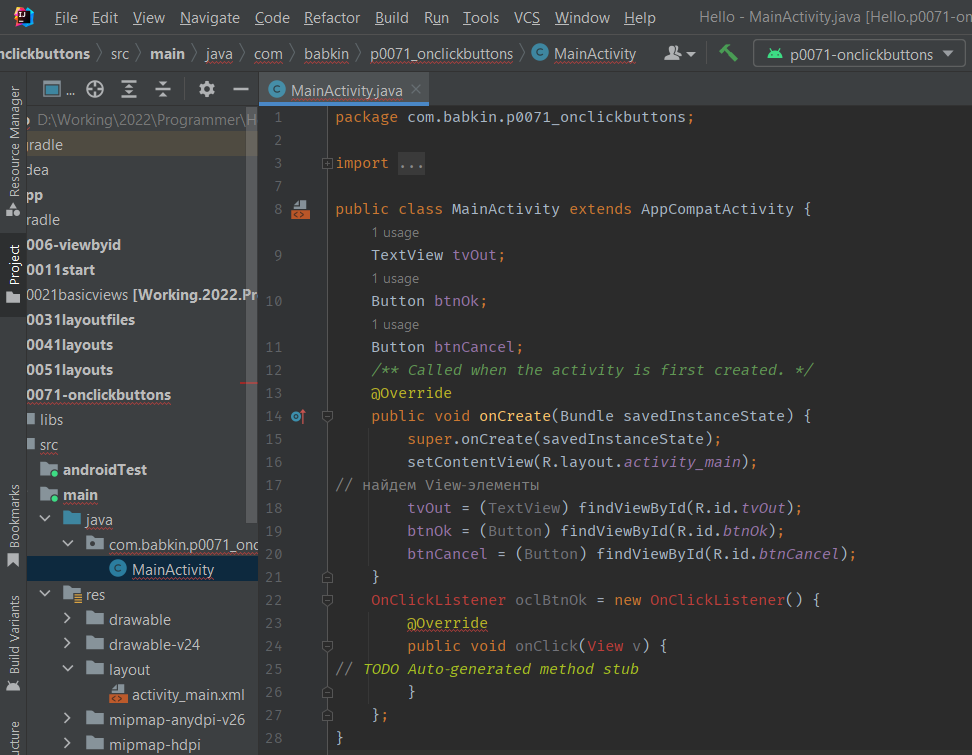 File Edit View Navigate Code Refactor Build Run Tools VCS Window Help Hello - MainActivity.java [Hello.p0071-on
nclickbuttons src main java com babkin p0071_onclickbuttons MainActivity p0071-onclickbuttons
... MainActivity.java
Resource Manager
Project
Bookmarks
Build Variants
ucture
D:\Working\2022\Programmer\H
radle
dea
pp
radle
006-viewbyid
0011start
0021basicviews [Working.2022.Pr
0031layoutfiles
0041layouts
0051layouts
0071-onclickbuttons
libs
src
androidTest
main
java
com.babkin.p0071_onc
MainActivity
res
drawable
drawable-v24
layout
activity_main.xml
mipmap-anydpi-v26
mipmap-hdpi
1 package com.babkin.p0071_onclickbuttons;
2
3 import ...
7
8 public class MainActivity extends AppCompatActivity {
1 usage
9 TextView tvOut;
1 usage
10 Button btnOk;
1 usage
11 Button btnCancel;
12 /** Called when the activity is first created. */
13 @Override
14 public void onCreate(Bundle savedInstanceState) {
15 super.onCreate(savedInstanceState);
16 setContentView(R.layout.activity_main);
17 // найдем View-элементы
18 tvOut = (TextView) findViewById(R.id.tvOut);
19 btnOk = (Button) findViewById(R.id.btnOk);
20 btnCancel = (Button) findViewById(R.id.btnCancel);
21 }
22 OnClickListener oclBtnOk = new OnClickListener() {
23 @Override
24 public void onClick(View v) {
25 // TODO Auto-generated method stub
26 }
27 };
28 }